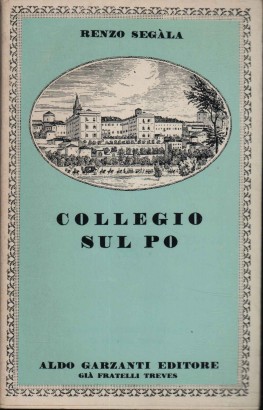 RENZO SEGÀLA
COLLEGIO
SUL PO
ALDO GARZANTI EDITORE
GIÀ FRATELLI TREVES